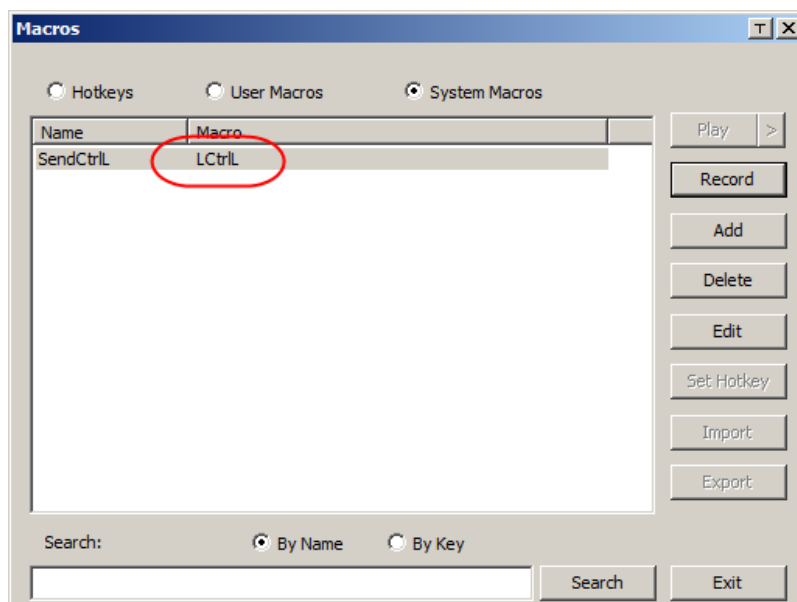 Macros
Hotkeys User Macros System Macros
Name Macro
SendCtrlL LCtrlL
Play >
Record
Add
Delete
Edit
Set Hotkey
Import
Export
Search: By Name By Key
Search Exit